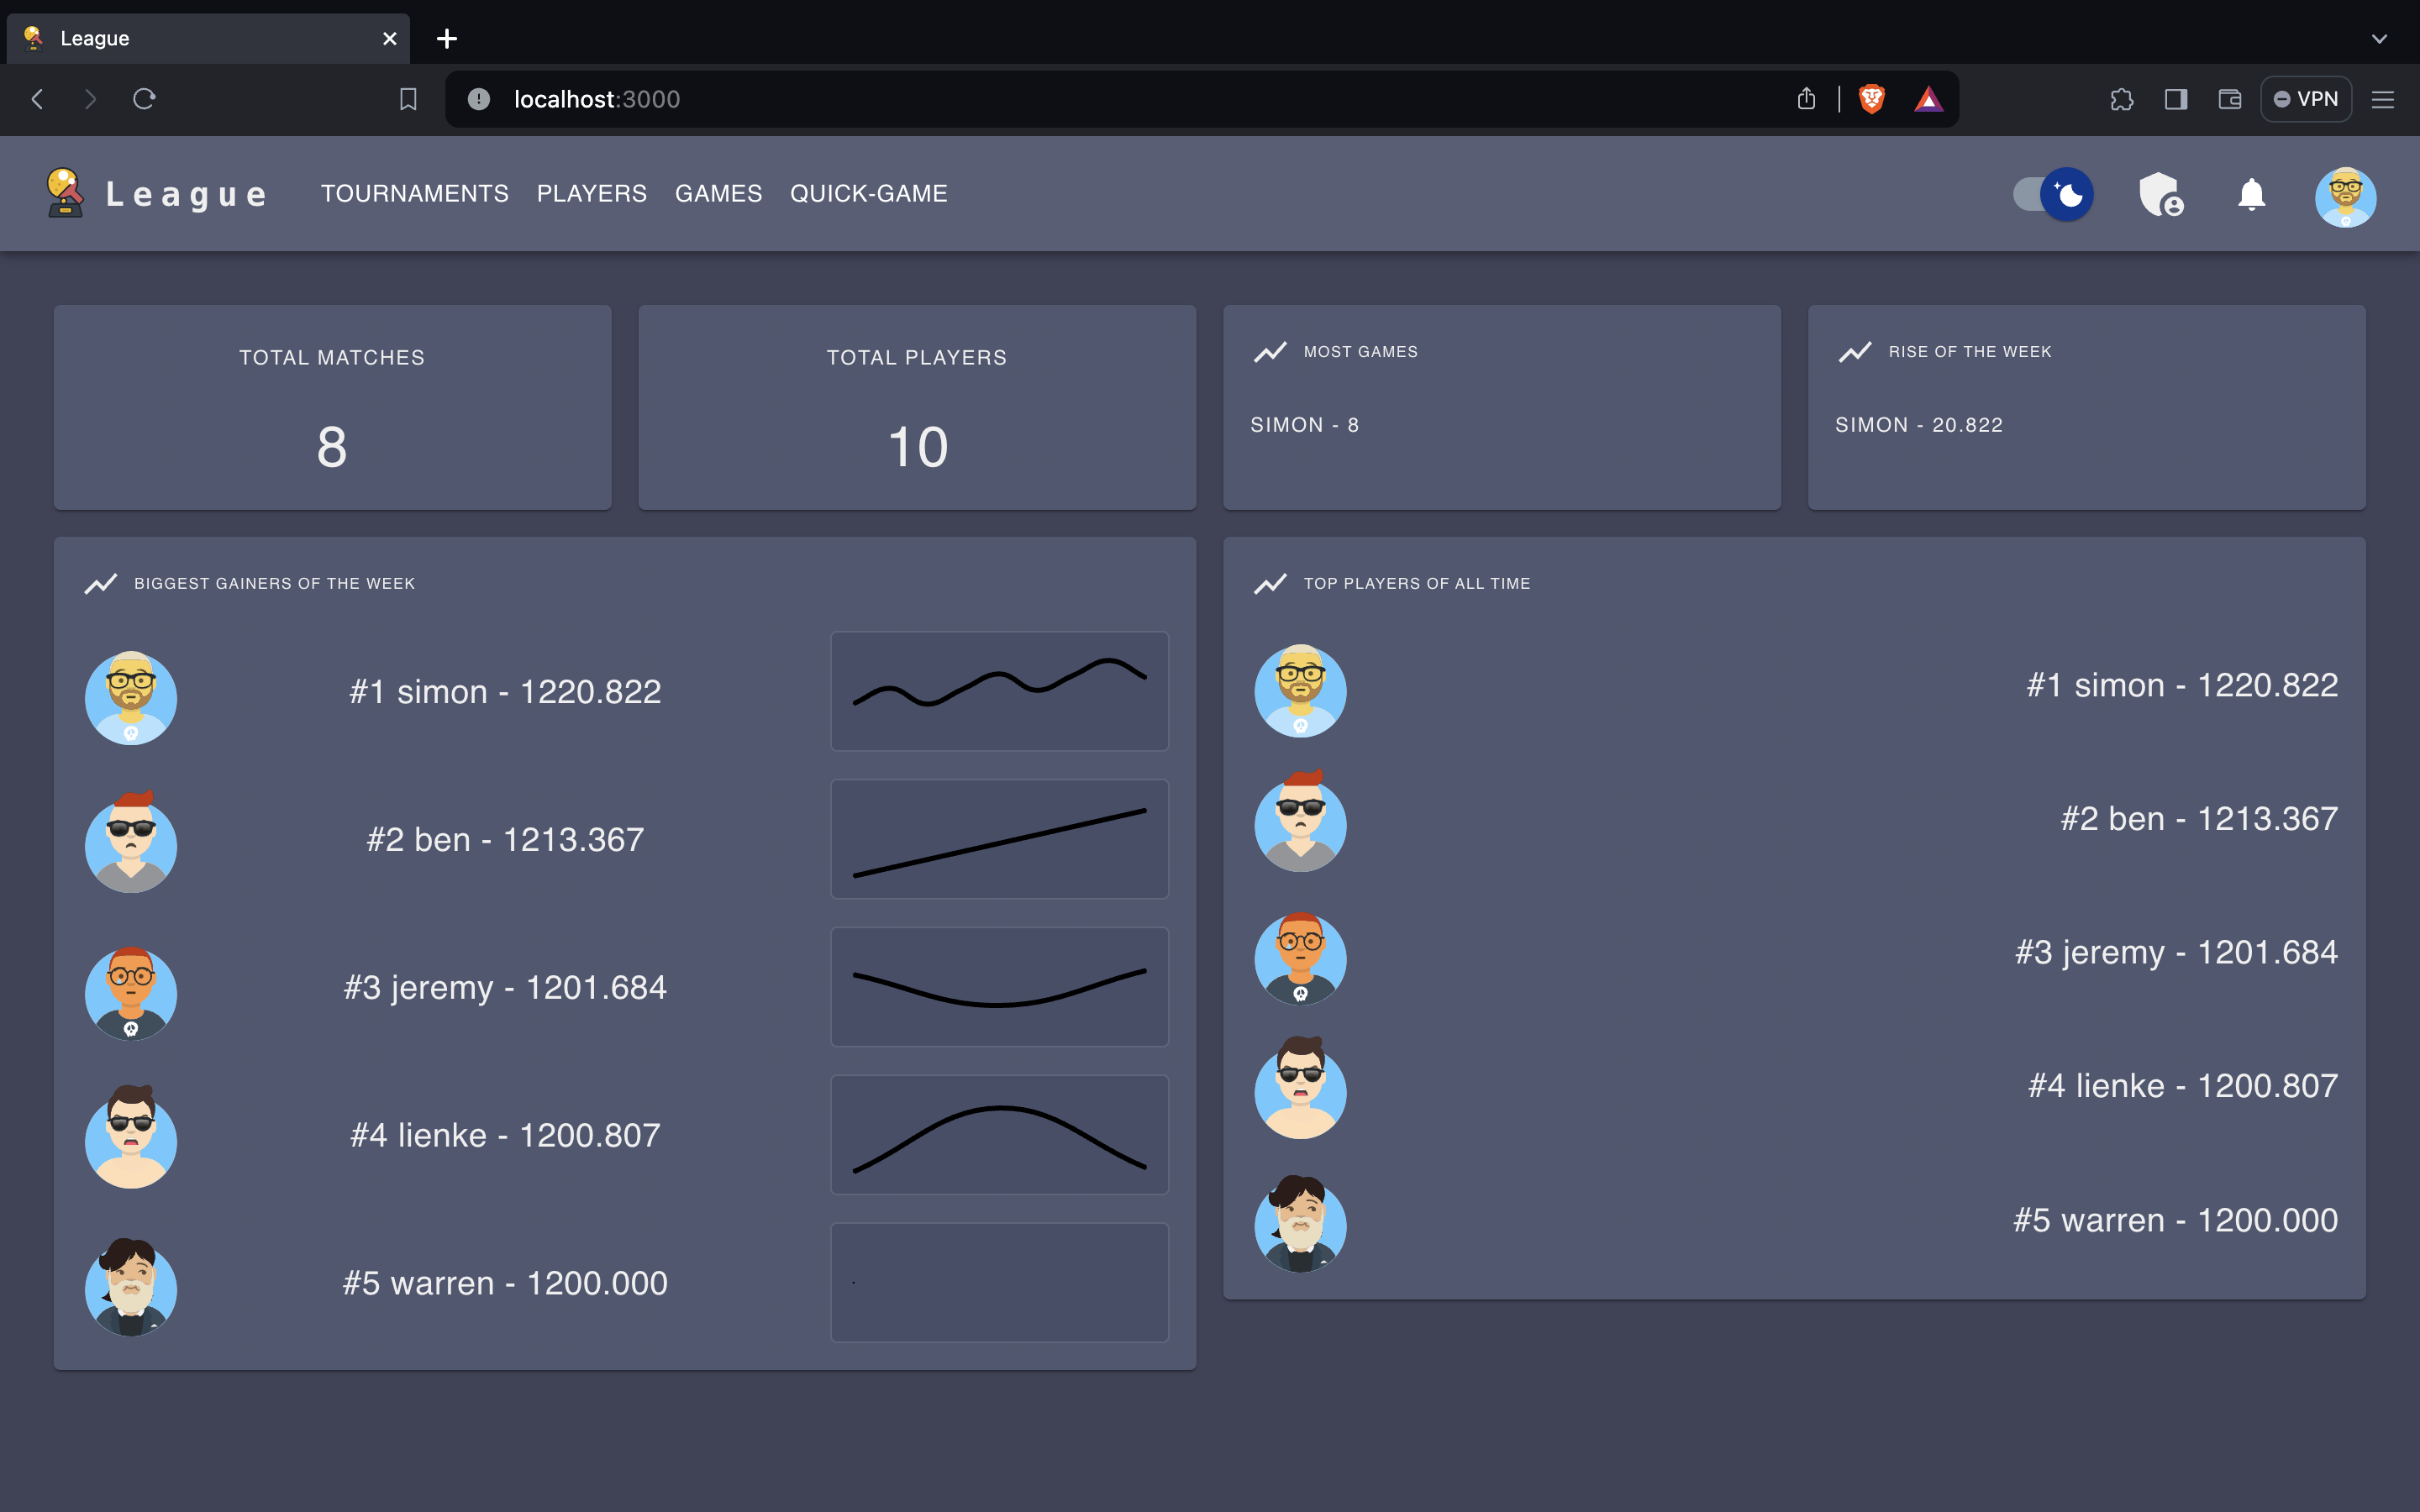 League
localhost:3000
VPN
League TOURNAMENTS PLAYERS GAMES QUICK-GAME
TOTAL MATCHES
8
TOTAL PLAYERS
10
MOST GAMES
SIMON - 8
RISE OF THE WEEK
SIMON - 20.822
BIGGEST GAINERS OF THE WEEK
#1 simon - 1220.822
#2 ben - 1213.367
#3 jeremy - 1201.684
#4 lienke - 1200.807
#5 warren - 1200.000
TOP PLAYERS OF ALL TIME
#1 simon - 1220.822
#2 ben - 1213.367
#3 jeremy - 1201.684
#4 lienke - 1200.807
#5 warren - 1200.000